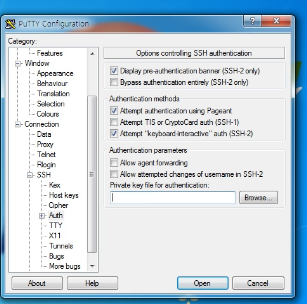 PuTTY Configuration
Category:
Features
Window
Appearance
Behaviour
Translation
Selection
Colours
Connection
Data
Proxy
Telnet
Rlogin
SSH
Kex
Host keys
Cipher
Auth
TTY
X11
Tunnels
Bugs
More bugs
Options controlling SSH authentication
Display pre-authentication banner (SSH-2 only)
Bypass authentication entirely (SSH-2 only)
Authentication methods
Attempt authentication using Pageant
Attempt TIS or CryptoCard auth (SSH-1)
Attempt "keyboard-interactive" auth (SSH-2)
Authentication parameters
Allow agent forwarding
Allow attempted changes of username in SSH-2
Private key file for authentication:
Browse...
About
Help
Open
Cancel